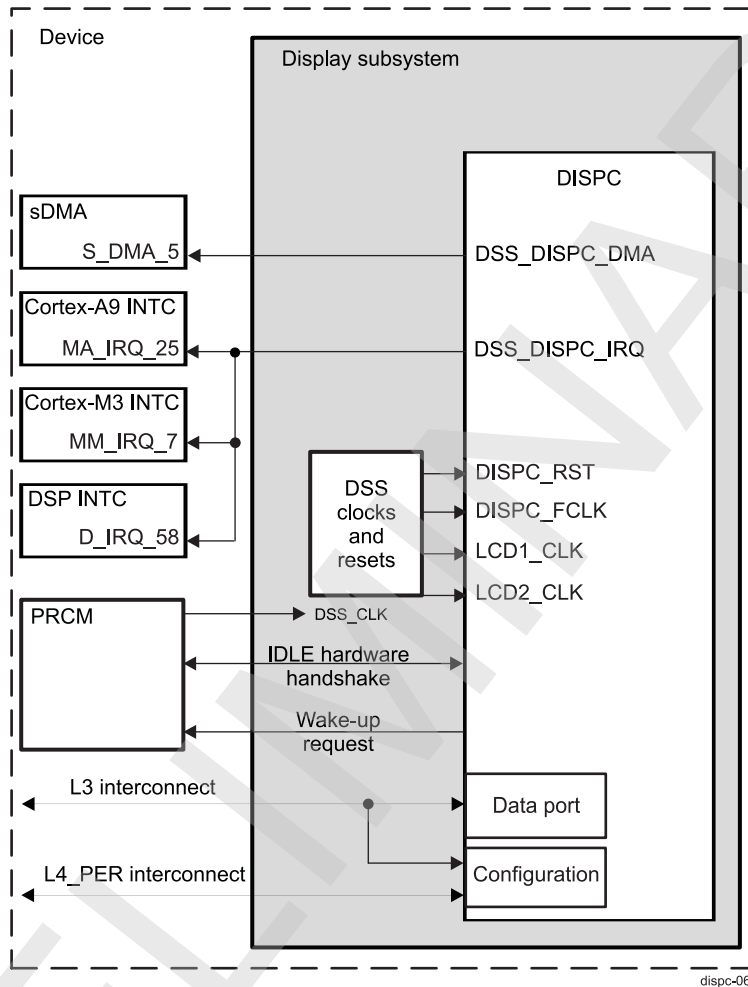 Device
Display subsystem
DISPC
sDMA
S_DMA_5
DSS_DISPC_DMA
Cortex-A9 INTC
MA_IRQ_25
DSS_DISPC_IRQ
Cortex-M3 INTC
MM_IRQ_7
DSP INTC
D_IRQ_58
DSS
clocks
and
resets
DISPC_RST
DISPC_FCLK
LCD1_CLK
LCD2_CLK
PRCM
DSS_CLK
IDLE hardware
handshake
Wake-up
request
L3 interconnect
Data port
L4_PER interconnect
Configuration
dispc-06